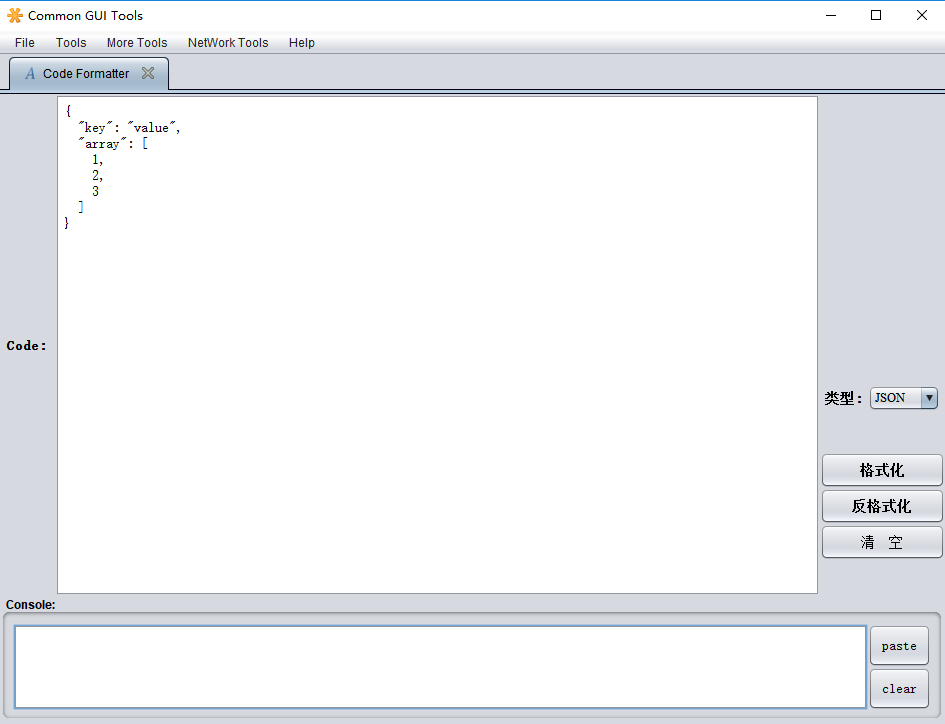 Common GUI Tools
File Tools More Tools NetWork Tools Help
A Code Formatter
{
"key": "value",
"array": [
1,
2,
3
]
}
Code:
类型: JSON
格式化
反格式化
清 空
Console:
paste
clear